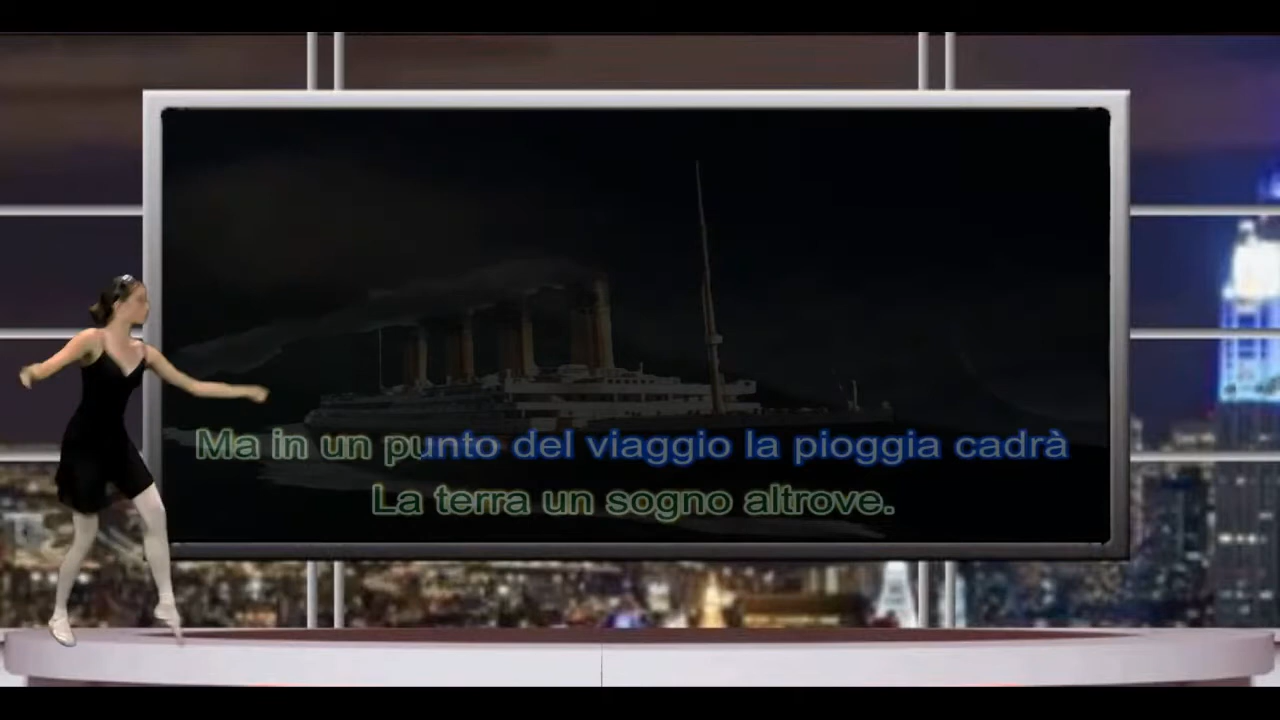 Ma in un punto del viaggio la pioggia cadrà
La terra un sogno altrove.